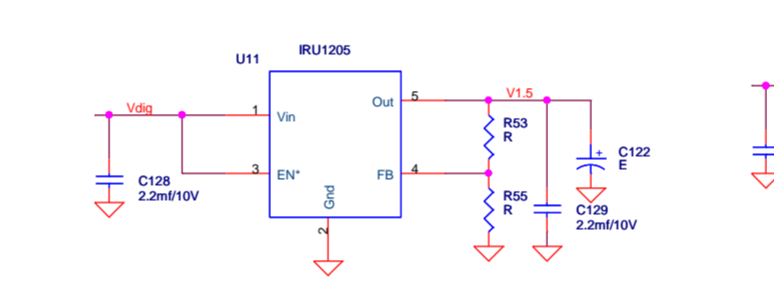 IRU1205
U11
Vdig
1
Vin
3
EN*
Out
5
FB
4
Gnd
2
V1.5
R53
R
R55
R
C122
E
C128
2.2mf/10V
C129
2.2mf/10V
+